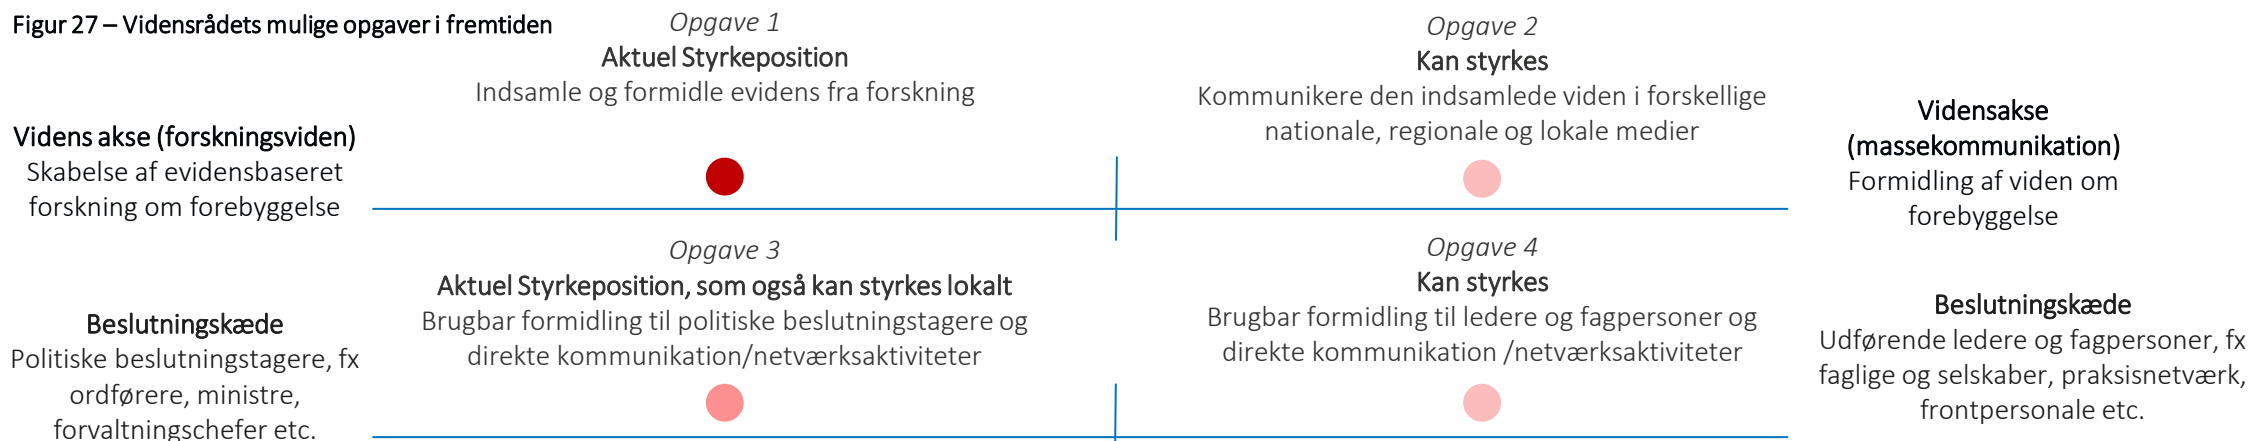 Figur 27 – Vidensrådets mulige opgaver i fremtiden
Opgave 1
Aktuel Styrkeposition
Indsamle og formidle evidens fra forskning
Opgave 2
Kan styrkes
Kommunikere den indsamlede viden i forskellige
nationale, regionale og lokale medier
Videns akse (forskningsviden)
Skabelse af evidensbaseret
forskning om forebyggelse
Vidensakse
(massekommunikation)
Formidling af viden om
forebyggelse
Opgave 3
Aktuel Styrkeposition, som også kan styrkes lokalt
Brugbar formidling til politiske beslutningstagere og
direkte kommunikation/netværksaktiviteter
Opgave 4
Kan styrkes
Brugbar formidling til ledere og fagpersoner og
direkte kommunikation /netværksaktiviteter
Beslutningskæde
Politiske beslutningstagere, fx
ordførere, ministre,
forvaltningschefer etc.
Beslutningskæde
Udførende ledere og fagpersoner, fx
faglige og selskaber, praksisnetværk,
frontpersonale etc.